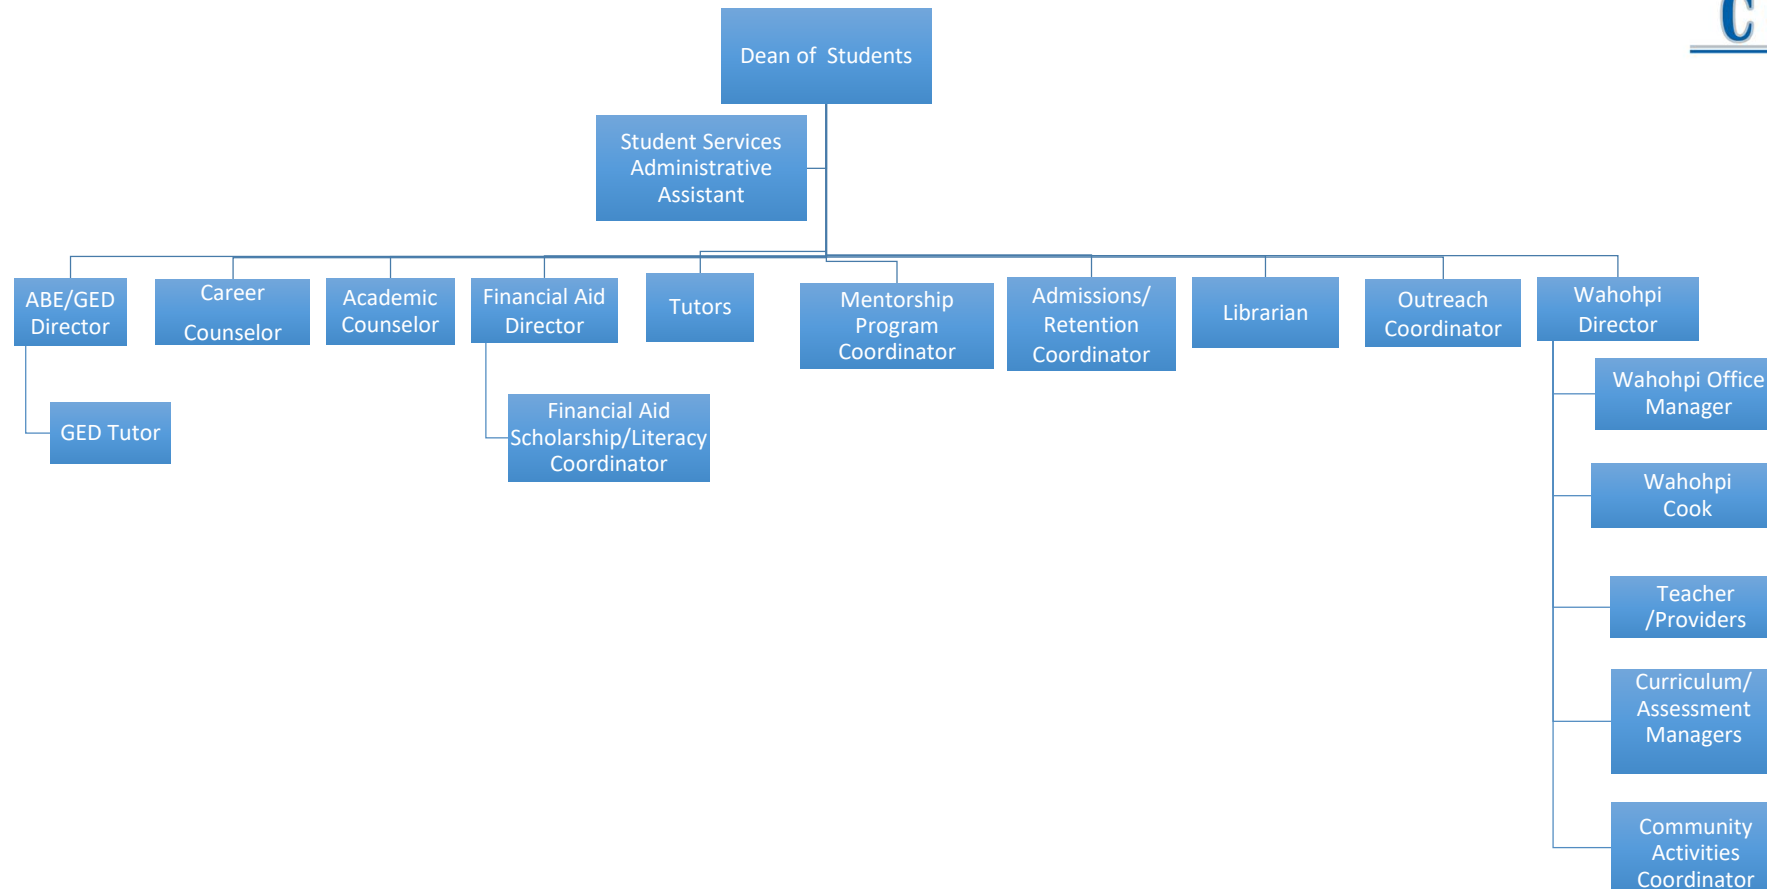 C
Dean of  Students
Student Services
Administrative
Assistant
ABE/GED
Director
Career
Counselor
Academic
Counselor
Financial Aid
Director
Tutors
Mentorship
Program
Coordinator
Admissions/
Retention
Coordinator
Librarian
Outreach
Coordinator
Wahohpi
Director
GED Tutor
Financial Aid
Scholarship/Literacy
Coordinator
Wahohpi Office
Manager
Wahohpi
Cook
Teacher
/Providers
Curriculum/
Assessment
Managers
Community
Activities
Coordinator